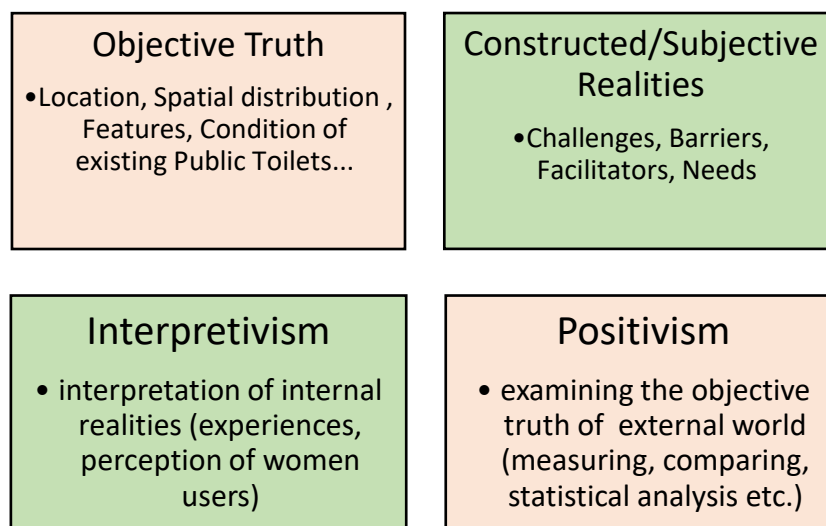 Objective Truth
•Location, Spatial distribution ,
Features, Condition of
existing Public Toilets...
Constructed/Subjective
Realities
•Challenges, Barriers,
Facilitators, Needs
Interpretivism
• interpretation of internal
realities (experiences,
perception of women
users)
Positivism
• examining the objective
truth of external world
(measuring, comparing,
statistical analysis etc.)